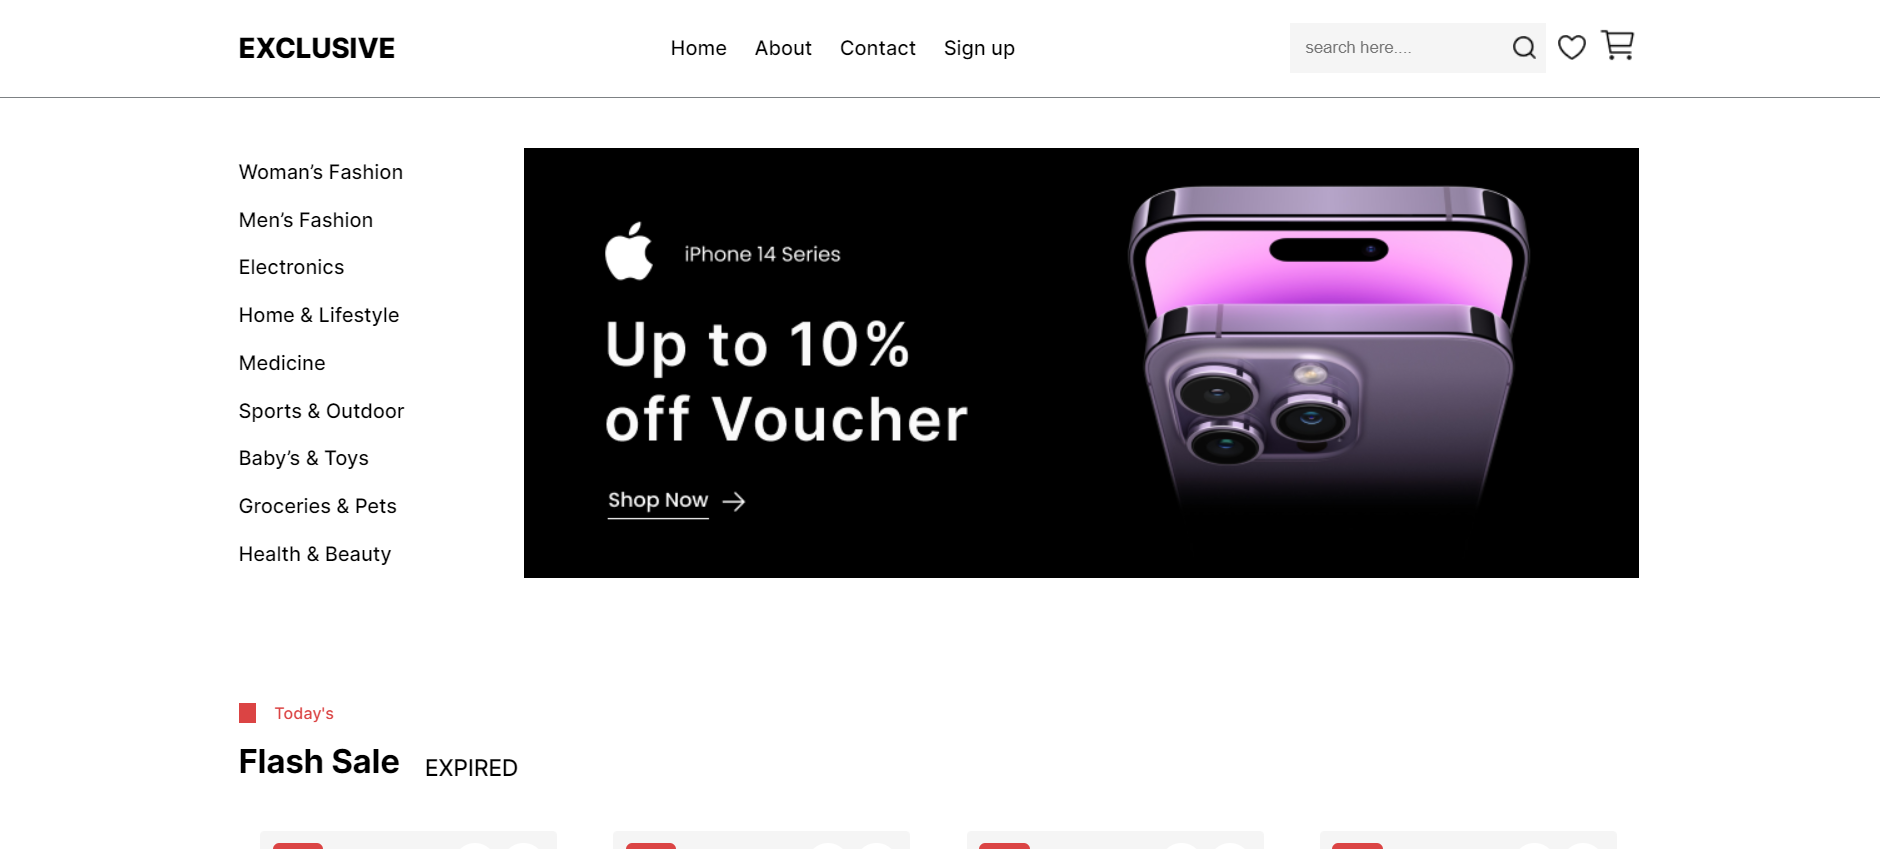 EXCLUSIVE
Home About Contact Sign up
search here....
Woman’s Fashion
Men’s Fashion
Electronics
Home & Lifestyle
Medicine
Sports & Outdoor
Baby’s & Toys
Groceries & Pets
Health & Beauty
iPhone 14 Series
Up to 10%
off Voucher
Shop Now
Today's
Flash Sale EXPIRED